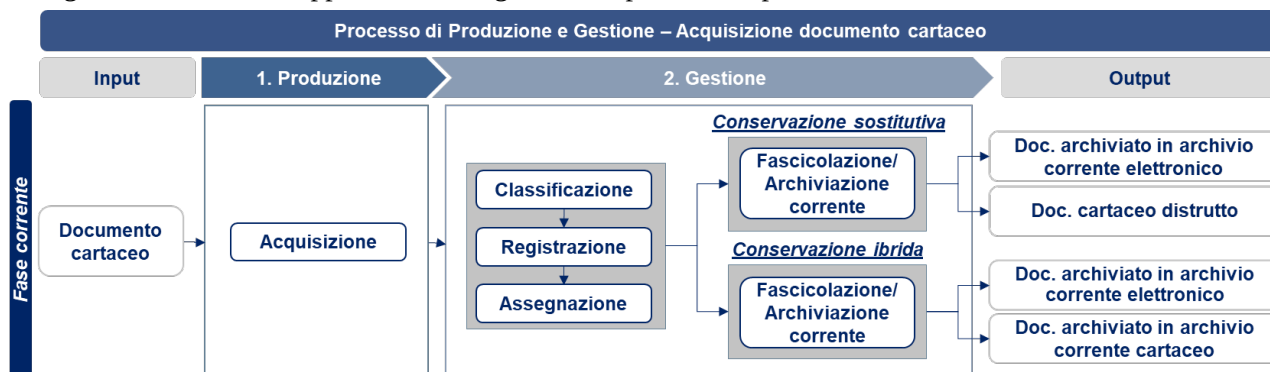 Processo di Produzione e Gestione – Acquisizione documento cartaceo
Input
1. Produzione
2. Gestione
Output
Fase corrente
Documento
cartaceo
Acquisizione
Classificazione
Registrazione
Assegnazione
Conservazione sostitutiva
Fascicolazione/
Archiviazione
corrente
Conservazione ibrida
Fascicolazione/
Archiviazione
corrente
Doc. archiviato in archivio
corrente elettronico
Doc. cartaceo distrutto
Doc. archiviato in archivio
corrente elettronico
Doc. archiviato in archivio
corrente cartaceo